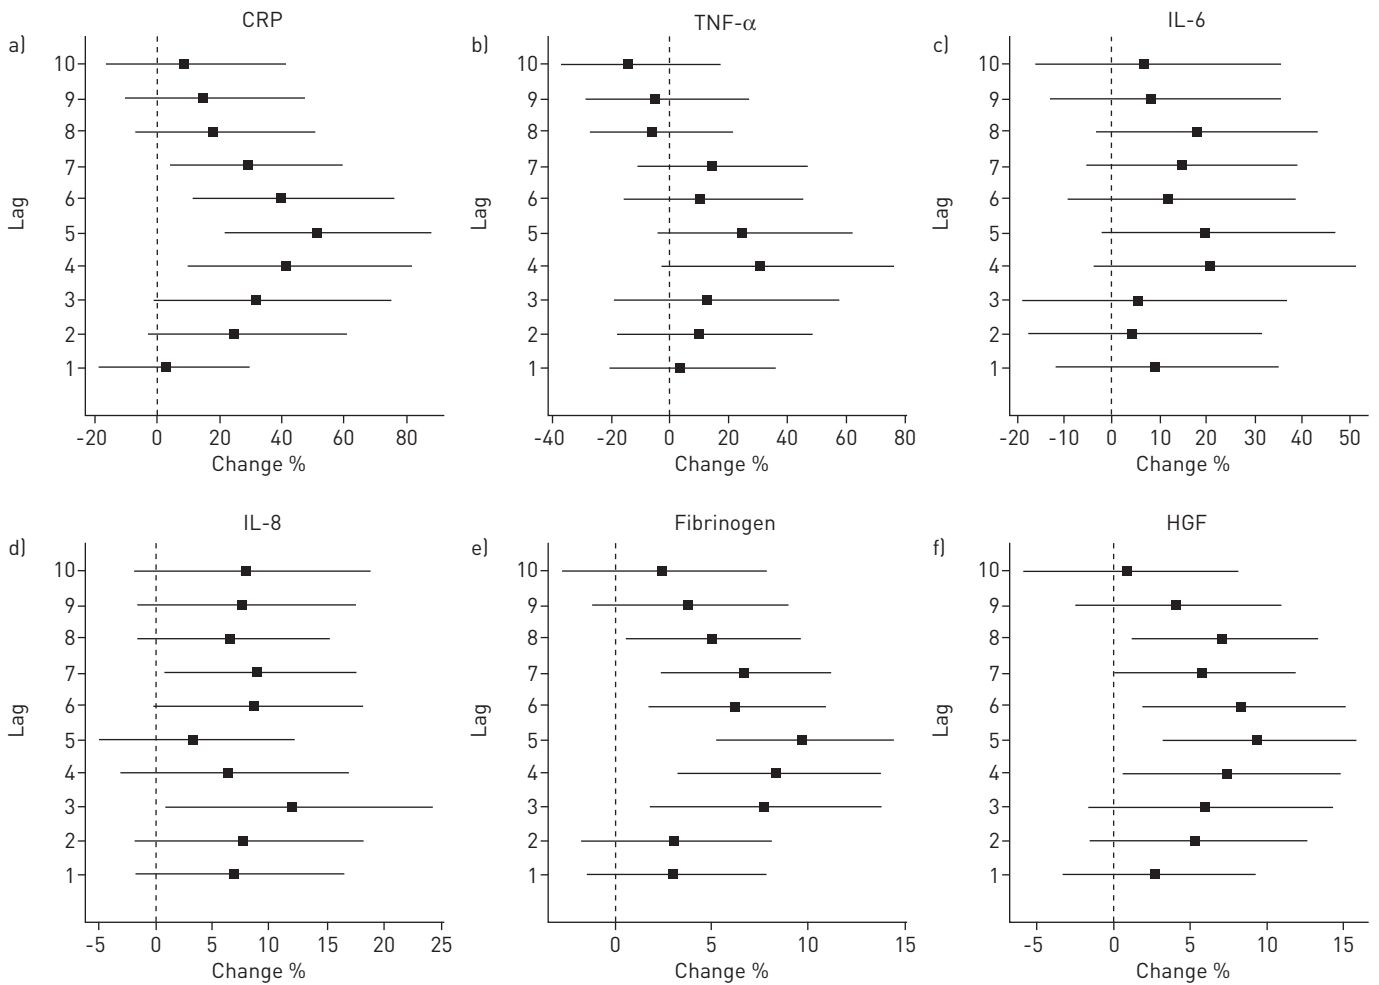 a)
CRP
10
9
8
7
6
5
4
3
2
1
Lag
-20 0 20 40 60 80
Change %
b)
TNF-α
10
9
8
7
6
5
4
3
2
1
Lag
-40 -20 0 20 40 60 80
Change %
c)
IL-6
10
9
8
7
6
5
4
3
2
1
Lag
-20 -10 0 10 20 30 40 50
Change %
d)
IL-8
10
9
8
7
6
5
4
3
2
1
Lag
-5 0 5 10 15 20 25
Change %
e)
Fibrinogen
10
9
8
7
6
5
4
3
2
1
Lag
0 5 10 15
Change %
f)
HGF
10
9
8
7
6
5
4
3
2
1
Lag
-5 0 5 10 15
Change %